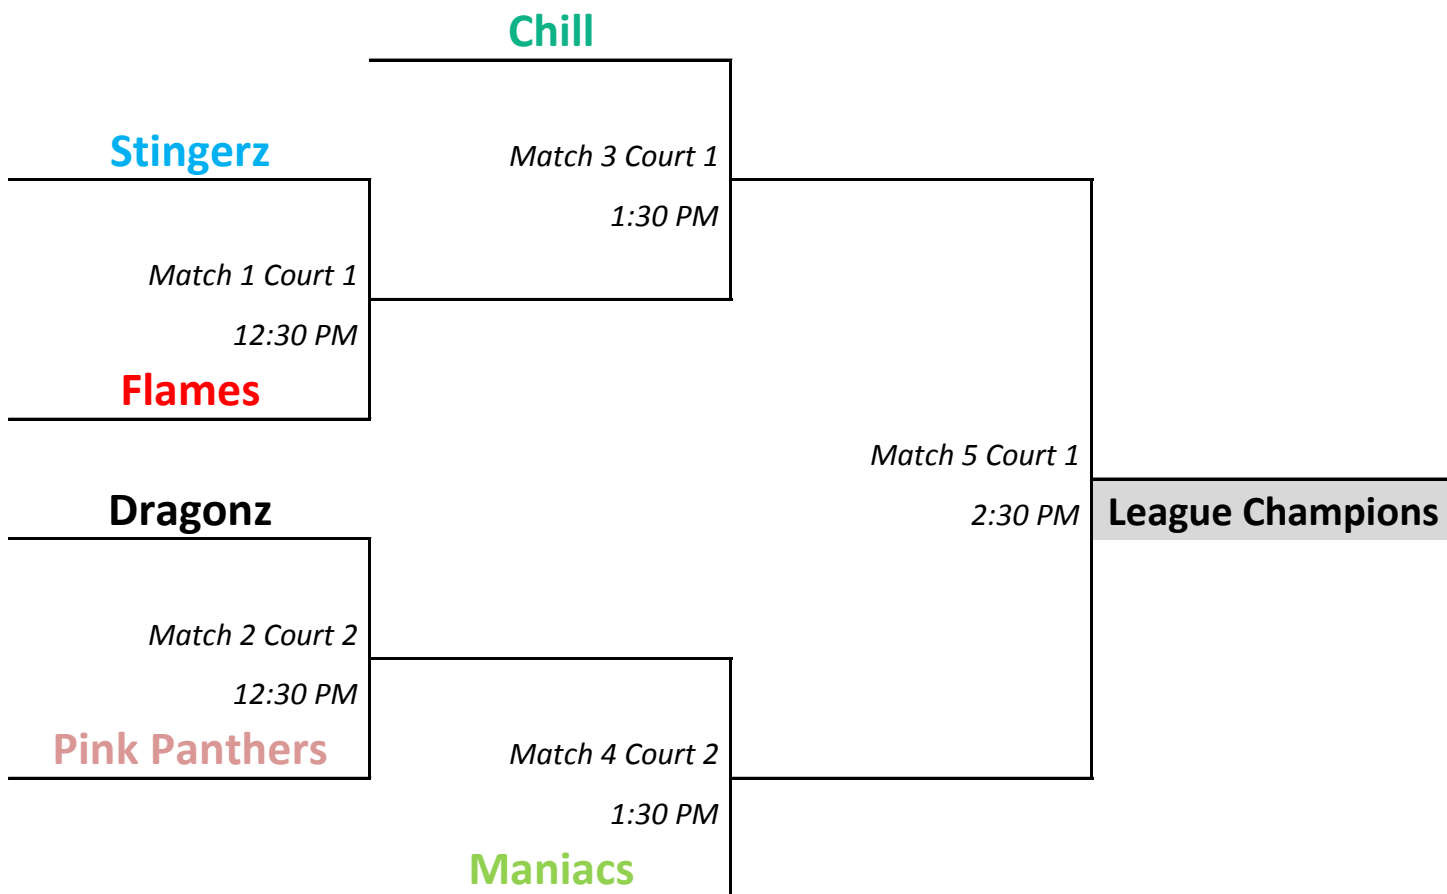 Chill
Stingerz
Match 3 Court 1
1:30 PM
Match 1 Court 1
12:30 PM
Flames
Match 5 Court 1
2:30 PM
League Champions
Dragonz
Match 2 Court 2
12:30 PM
Pink Panthers
Match 4 Court 2
1:30 PM
Maniacs